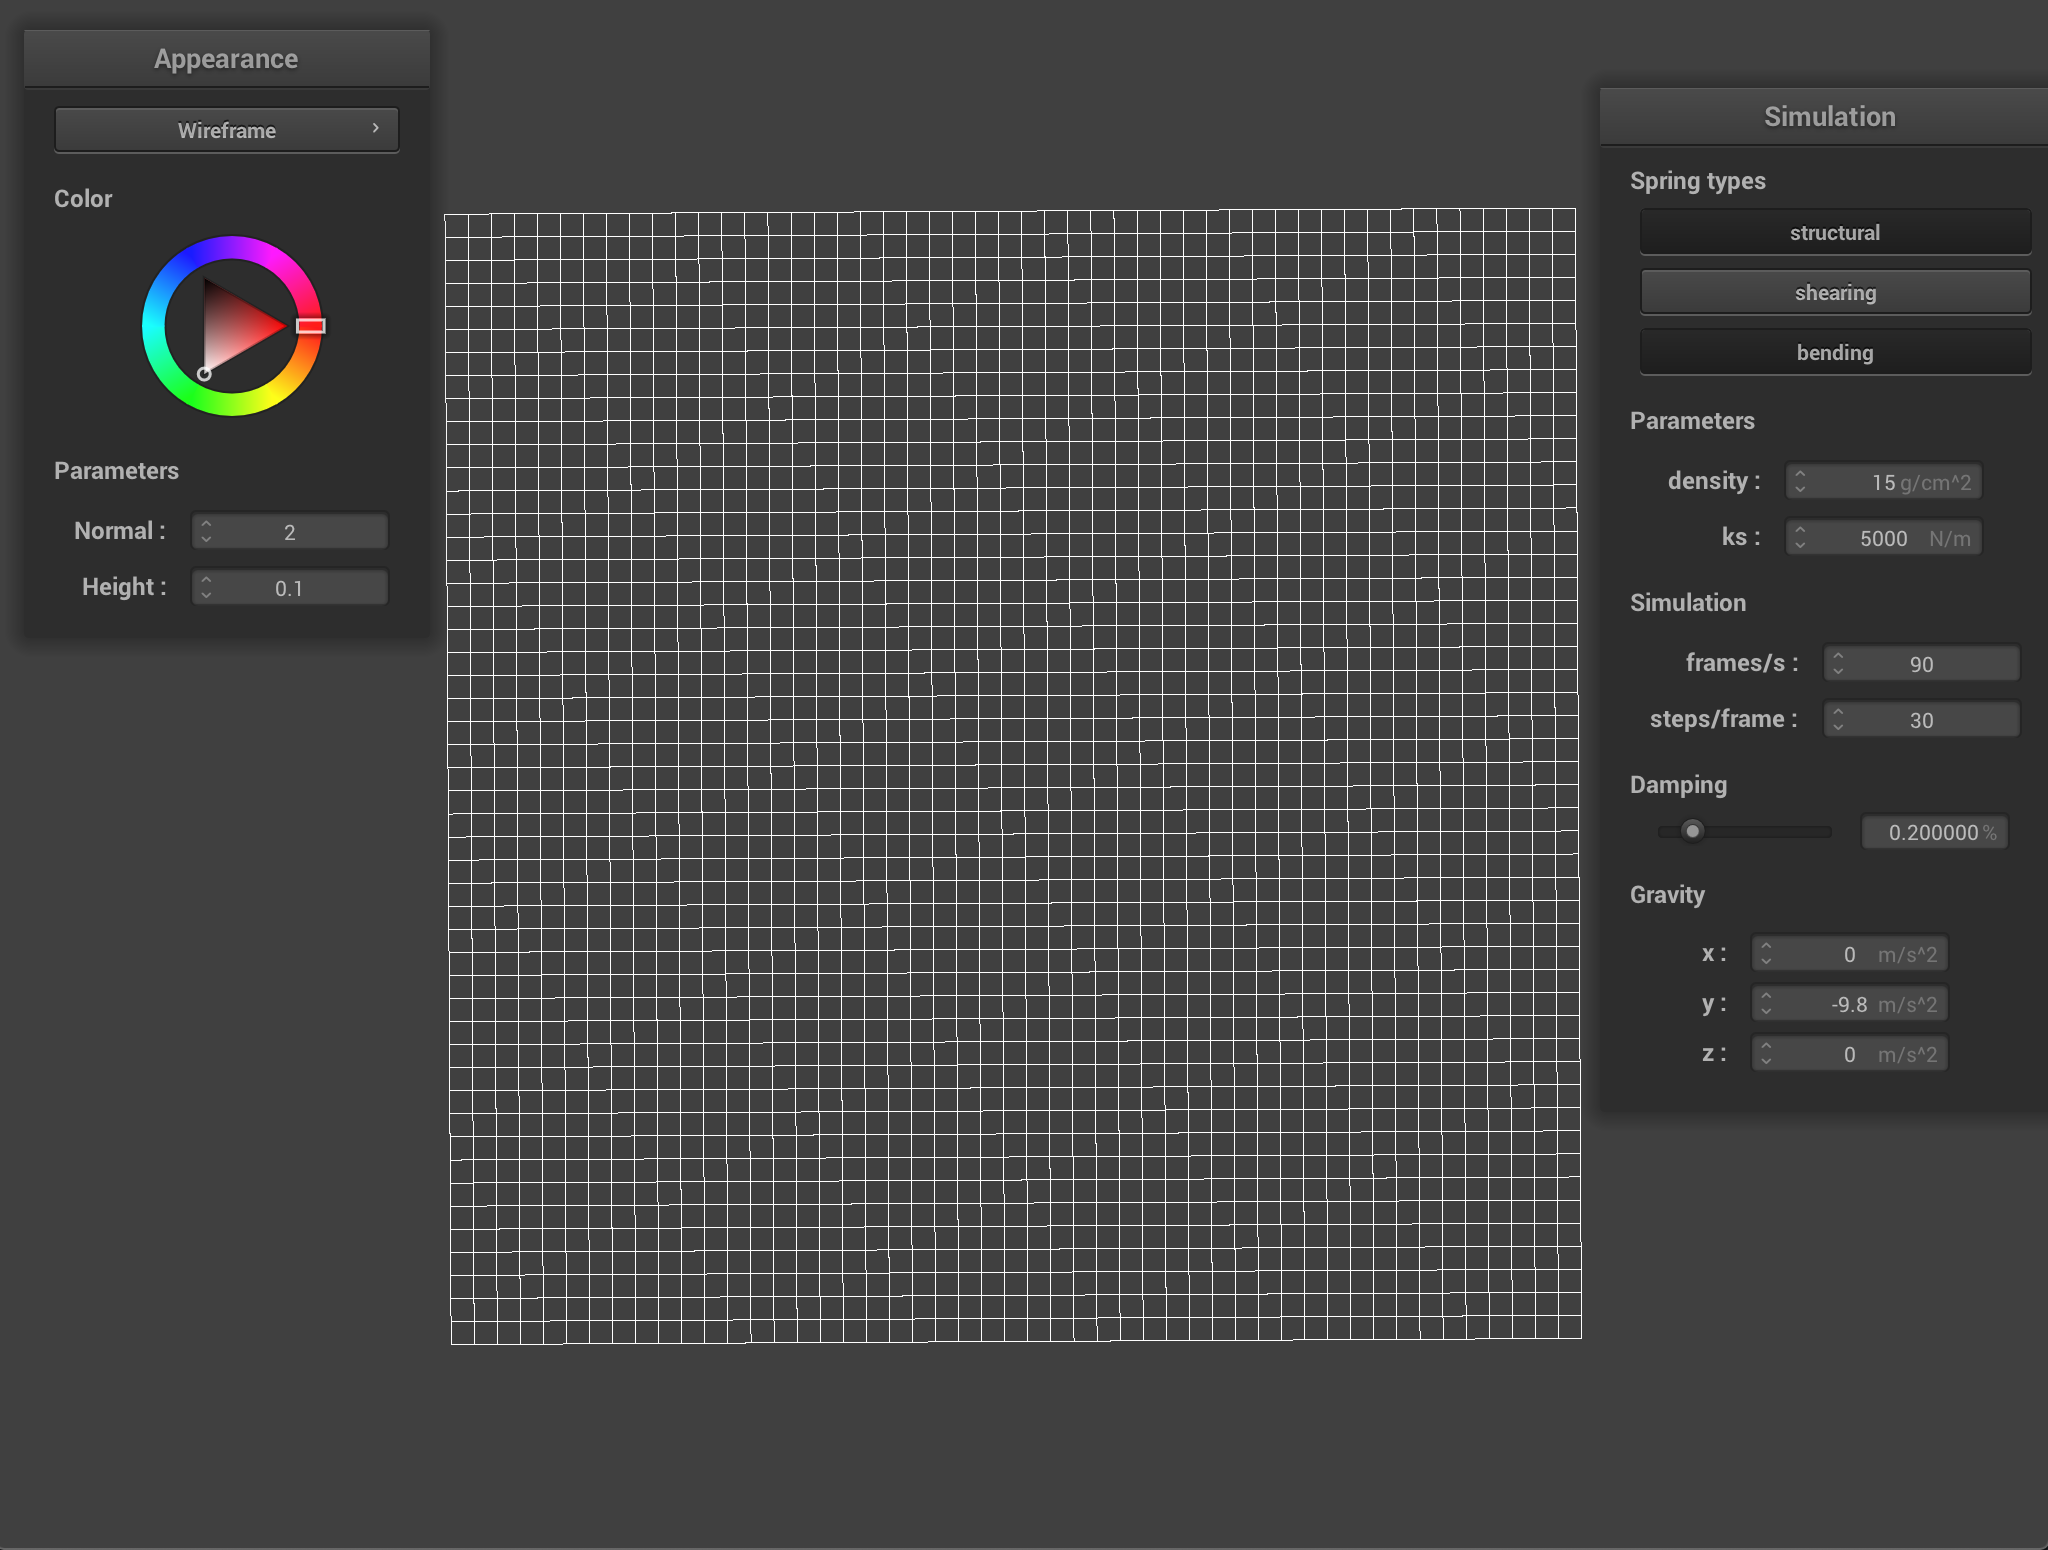 Appearance
Wireframe
Color
Parameters
Normal : 2
Height : 0.1
Simulation
Spring types
structural
shearing
bending
Parameters
density : 15 g/cm^2
ks : 5000 N/m
Simulation
frames/s : 90
steps/frame : 30
Damping
0.200000 %
Gravity
x : 0 m/s^2
y : -9.8 m/s^2
z : 0 m/s^2